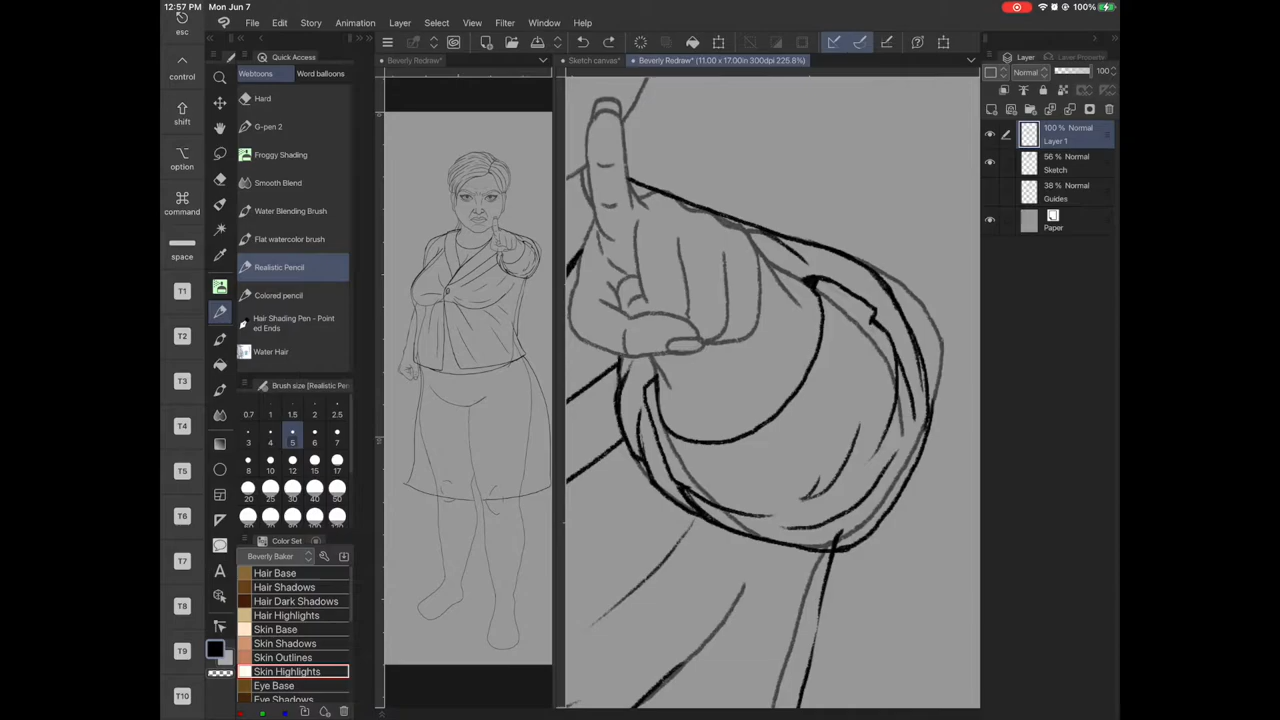 12:57 PM Mon Jun 7
100%
esc
control
shift
option
command
space
T1
T2
T3
T4
T5
T6
T7
T8
T9
T10
File Edit Story Animation Layer Select View Filter Window Help
Quick Access
Webtoons Word balloons
Hard
G-pen 2
Froggy Shading
Smooth Blend
Water Blending Brush
Flat watercolor brush
Realistic Pencil
Colored pencil
Hair Shading Pen - Point
ed Ends
Water Hair
Brush size [Realistic Pen
0.7 1 1.5 2 2.5
3 4 5 6 7
8 10 12 15 17
20 25 30 40 50
Color Set
Beverly Baker
Hair Base
Hair Shadows
Hair Dark Shadows
Hair Highlights
Skin Base
Skin Shadows
Skin Outlines
Skin Highlights
Eye Base
Eye Shadows
Beverly Redraw*
Sketch canvas*
Beverly Redraw* (11.00 x 17.00in 300dpi 225.8%)
Layer Layer Property
Normal 100
100 % Normal
Layer 1
56 % Normal
Sketch
38 % Normal
Guides
Paper